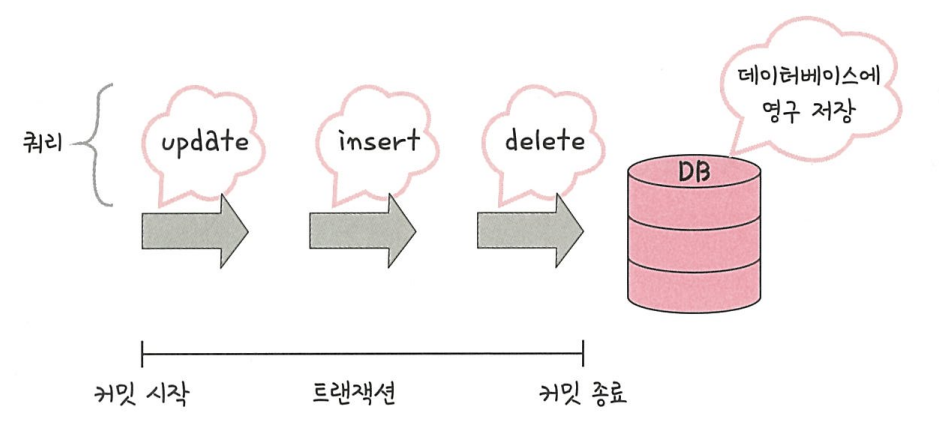 쿼리
update
insert
delete
데이터베이스에
영구 저장
DB
커밋 시작
트랜잭션
커밋 종료